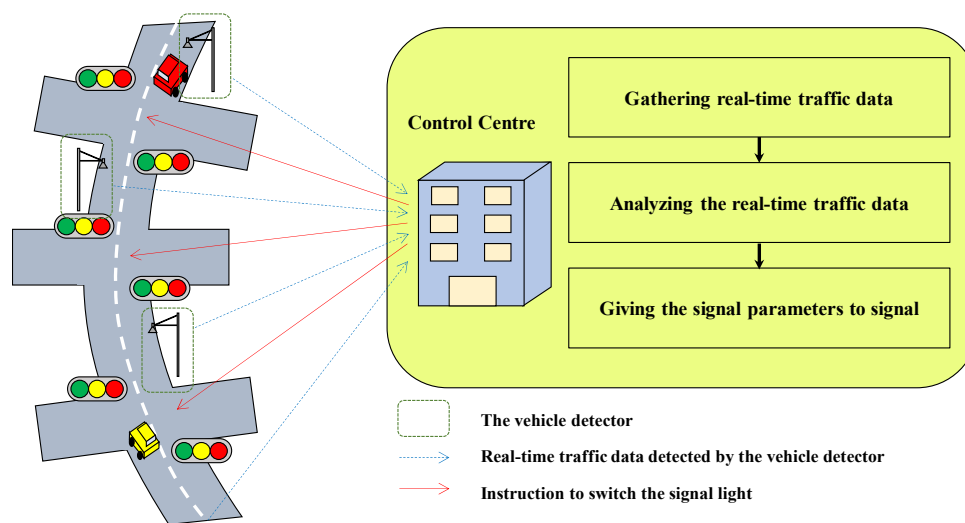 Control Centre
Gathering real-time traffic data
Analyzing the real-time traffic data
Giving the signal parameters to signal
The vehicle detector
Real-time traffic data detected by the vehicle detector
Instruction to switch the signal light